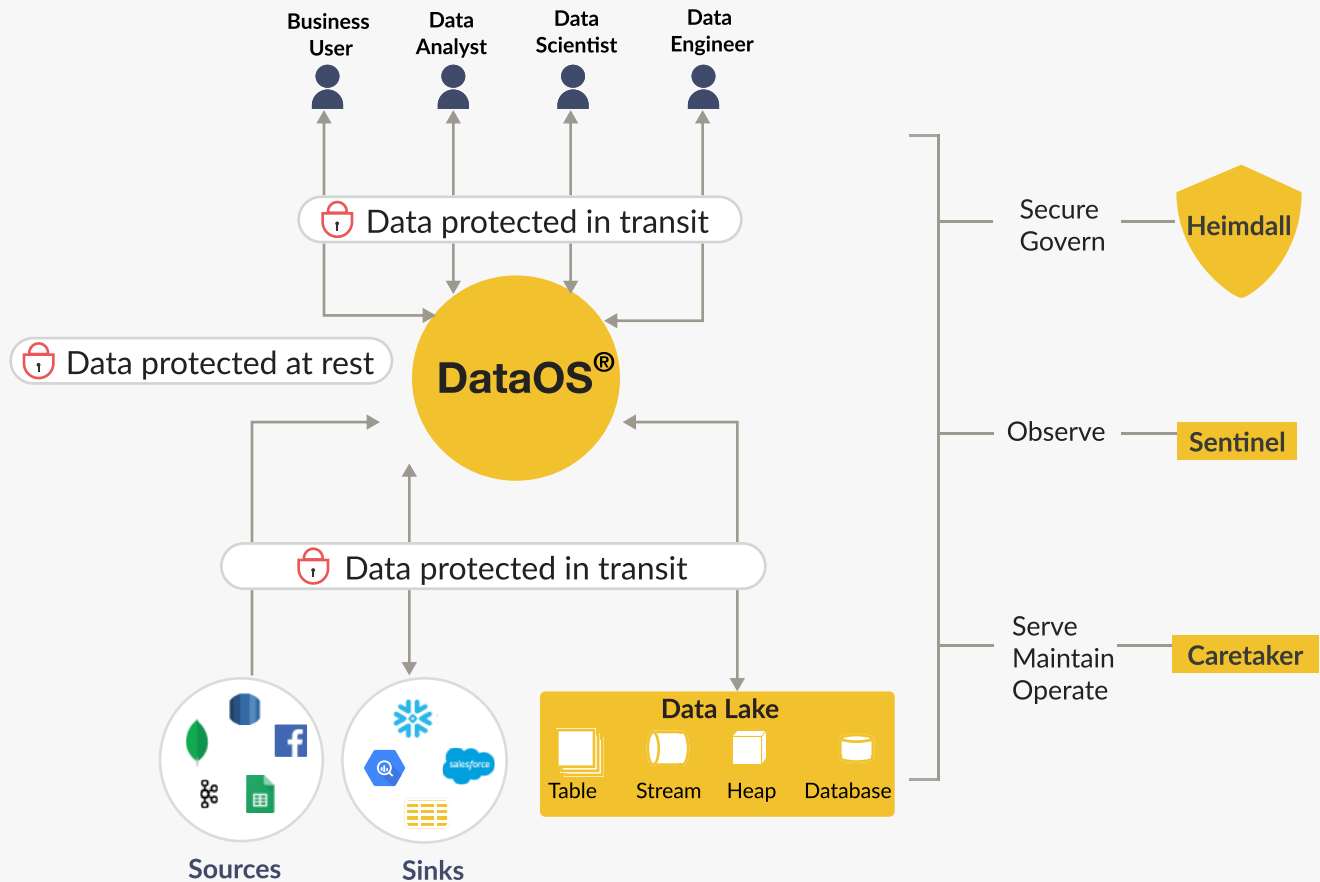 Business
User
Data
Analyst
Data
Scientist
Data
Engineer
Data protected in transit
Secure
Govern
Heimdall
Data protected at rest
DataOS®
Observe
Sentinel
Data protected in transit
Serve
Maintain
Operate
Caretaker
salesforce
Data Lake
Table
Stream
Heap
Database
Sources
Sinks